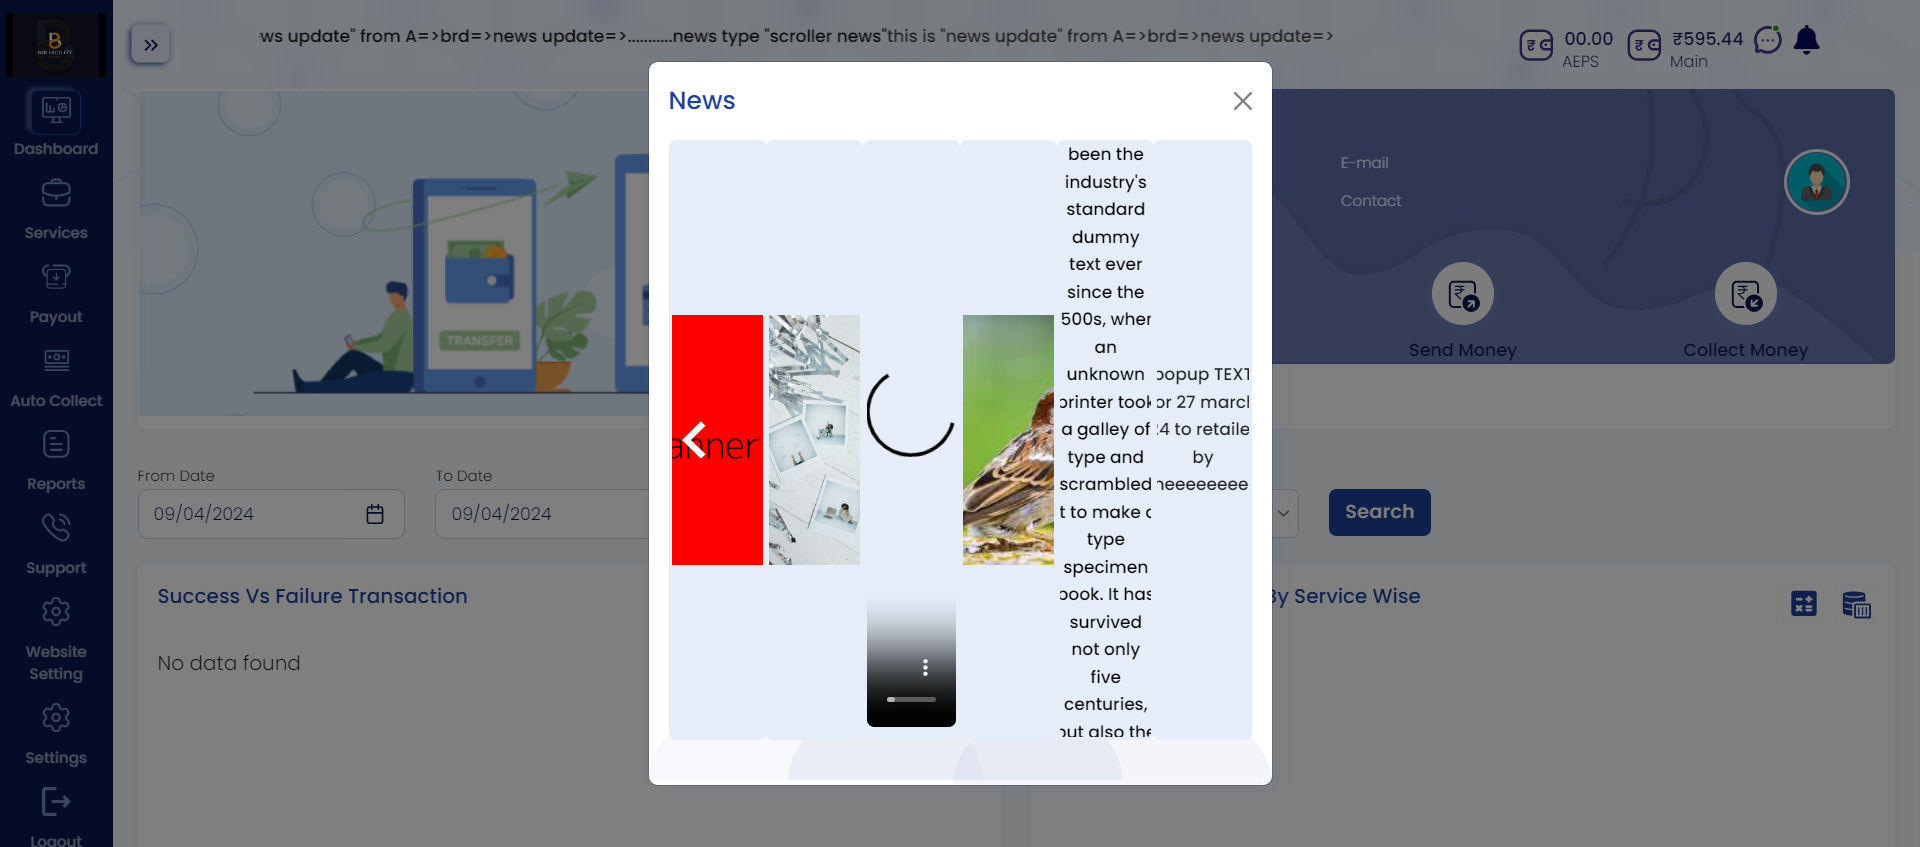 B2B FACILITY
ws update" from A=>brd=>news update=>...........news type "scroller news"this is "news update" from A=>brd=>news update=>
00.00
AEPS
₹595.44
Main
Dashboard
Services
Payout
Auto Collect
Reports
Support
Website
Setting
Settings
Logout
TRANSFER
E-mail
Contact
Send Money
Collect Money
From Date
09/04/2024
To Date
09/04/2024
Search
Success Vs Failure Transaction
No data found
By Service Wise
News
anner
been the
industry's
standard
dummy
text ever
since the
500s, when
an
unknown
printer took
a galley of
type and
scrambled
t to make a
type
specimen
book. It has
survived
not only
five
centuries,
but also the
popup TEXT
or 27 marcl
24 to retaile
by
neeeeeeee